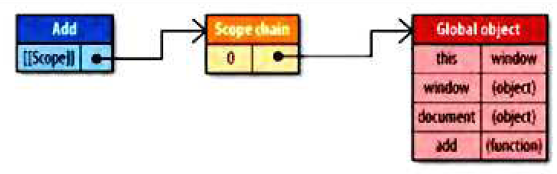 Add
[[Scope]]
Scope chain
0
Global object
this window
window (object)
document (object)
add (function)